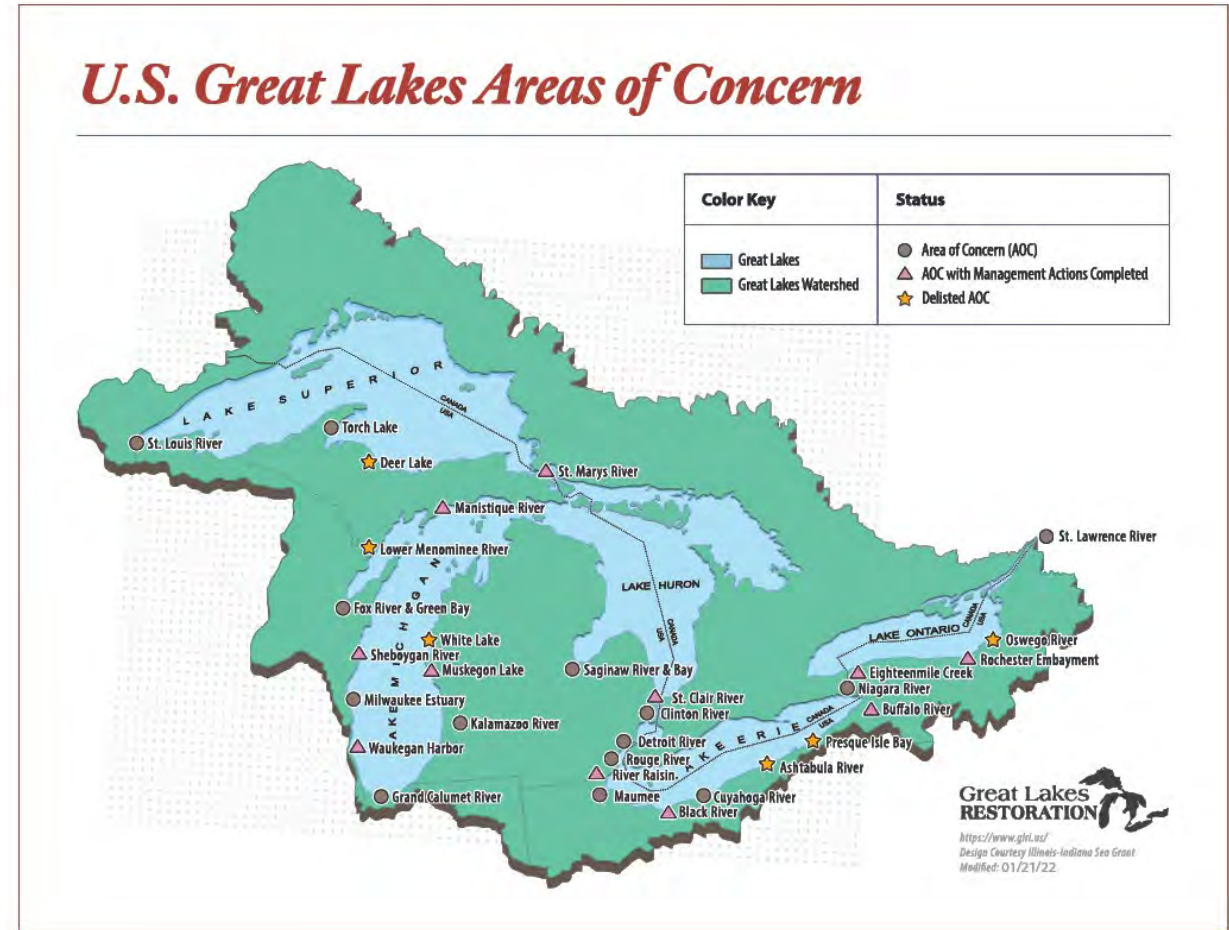 U.S. Great Lakes Areas of Concern
Color Key
Status
Great Lakes
Great Lakes Watershed
Area of Concern (AOC)
AOC with Management Actions Completed
Delisted AOC
LAKE SUPERIOR
CANADA
USA
St. Louis River
Torch Lake
Deer Lake
St. Marys River
Manistique River
Lower Menominee River
St. Lawrence River
LAKE HURON
CANADA
USA
Fox River & Green Bay
LAKE MICHIGAN
White Lake
Sheboygan River
Muskegon Lake
Saginaw River & Bay
LAKE ONTARIO
CANADA
USA
Oswego River
Rochester Embayment
Eighteenmile Creek
Niagara River
Milwaukee Estuary
St. Clair River
Clinton River
Buffalo River
Kalamazoo River
Waukegan Harbor
Detroit River
LAKE ERIE
CANADA
USA
Presque Isle Bay
Rouge River
River Raisin
Ashtabula River
Grand Calumet River
Maumee
Cuyahoga River
Black River
Great Lakes
RESTORATION
https://www.glri.us/
Design Courtesy Illinois-Indiana Sea Grant
Modified: 01/21/22